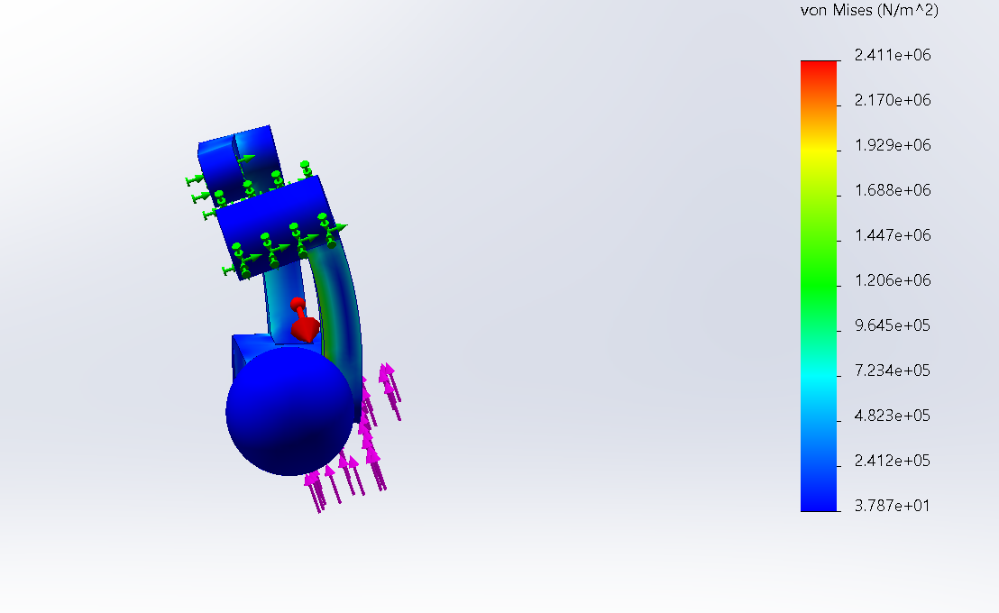 von Mises (N/m^2)
2.411e+06
2.170e+06
1.929e+06
1.688e+06
1.447e+06
1.206e+06
9.645e+05
7.234e+05
4.823e+05
2.412e+05
3.787e+01